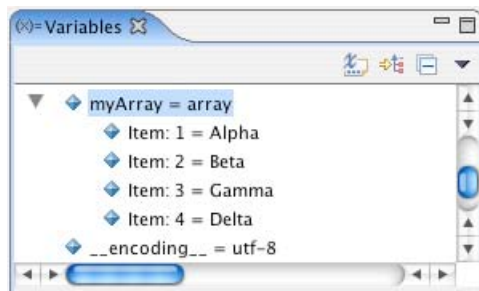 (x)= Variables
myArray = array
Item: 1 = Alpha
Item: 2 = Beta
Item: 3 = Gamma
Item: 4 = Delta
__encoding__ = utf-8